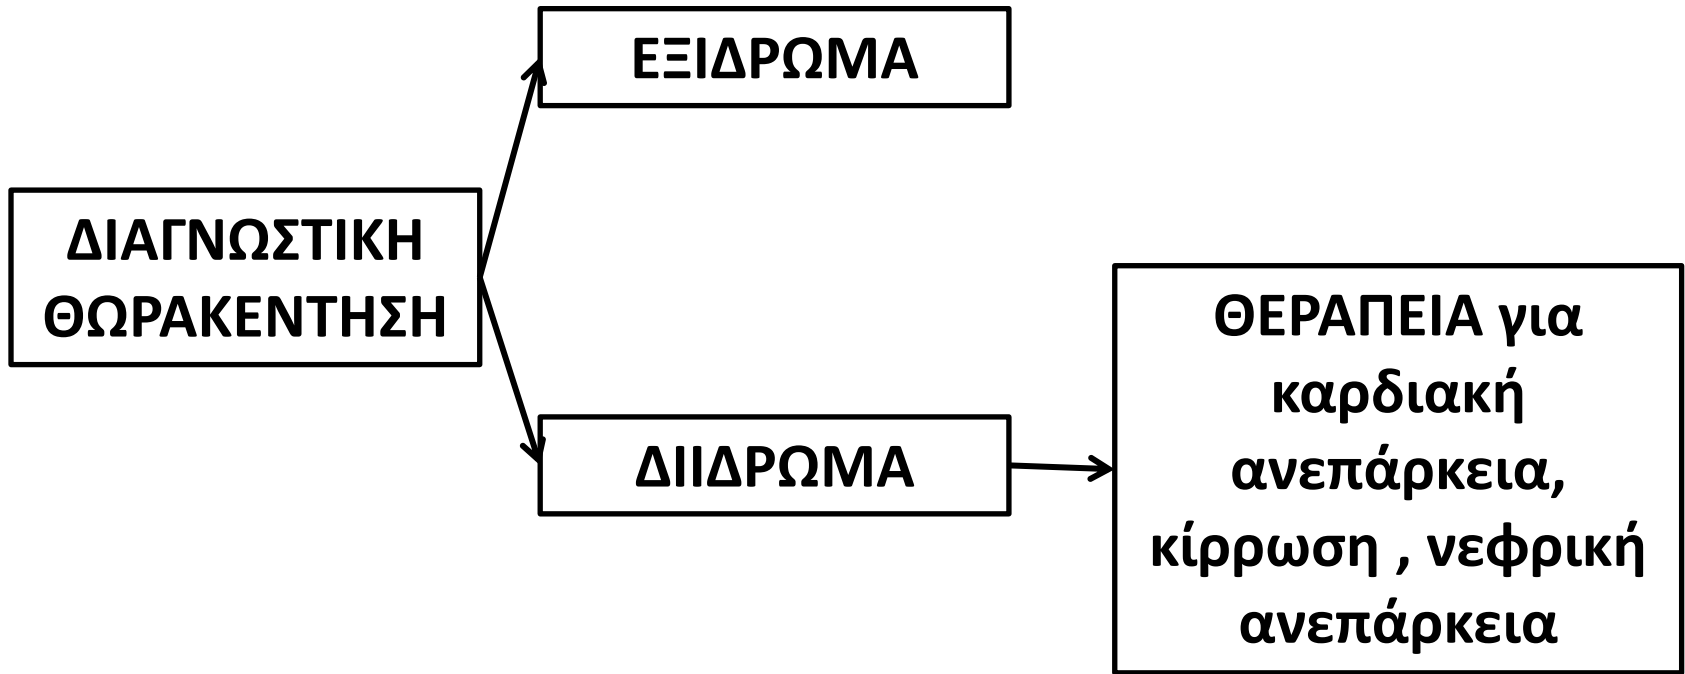 ΕΞΙΔΡΩΜΑ
ΔΙΑΓΝΩΣΤΙΚΗ
ΘΩΡΑΚΕΝΤΗΣΗ
ΔΙΙΔΡΩΜΑ
ΘΕΡΑΠΕΙΑ για
καρδιακή
ανεπάρκεια,
κίρρωση , νεφρική
ανεπάρκεια